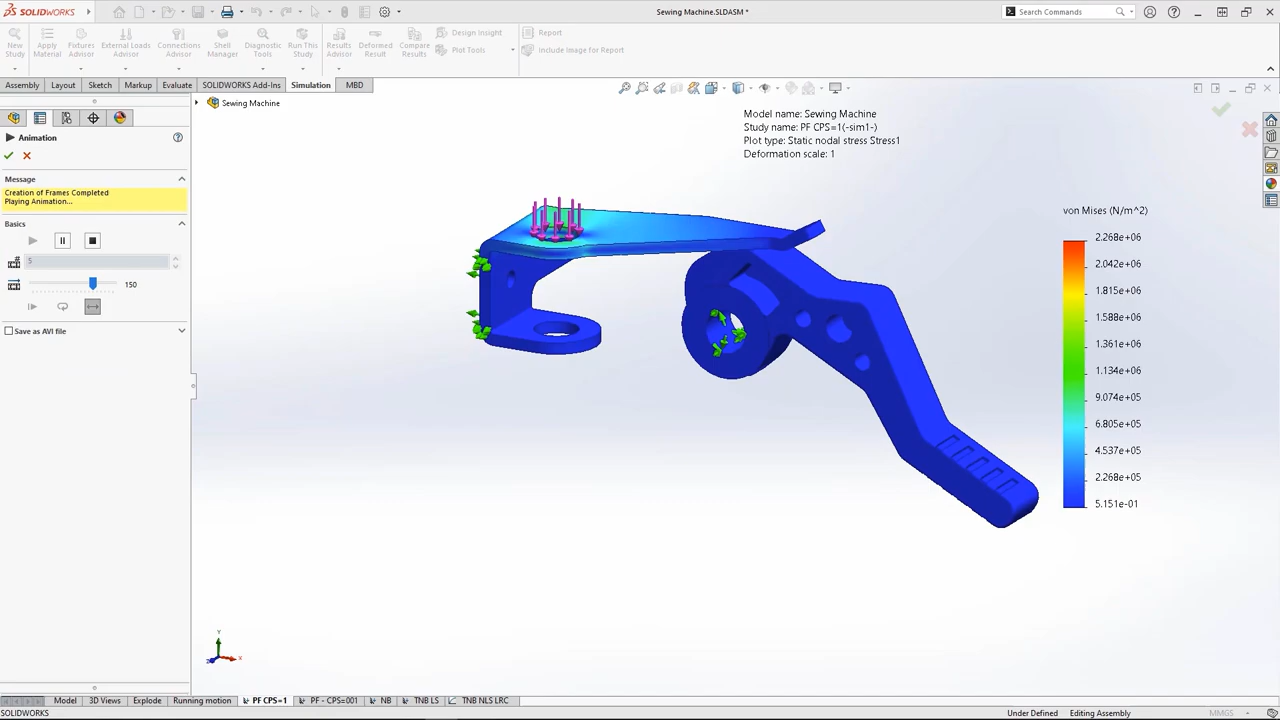 SOLIDWORKS
Sewing Machine.SLDASM *
Search Commands
New Study
Apply Material
Fixtures Advisor
External Loads Advisor
Connections Advisor
Shell Manager
Diagnostic Tools
Run This Study
Results Advisor
Deformed Result
Compare Results
Design Insight
Plot Tools
Report
Include Image for Report
Assembly
Layout
Sketch
Markup
Evaluate
SOLIDWORKS Add-Ins
Simulation
MBD
Sewing Machine
Animation
Message
Creation of Frames Completed
Playing Animation...
Basics
5
150
Save as AVI file
Model name: Sewing Machine
Study name: PF CPS=1(-sim1-)
Plot type: Static nodal stress Stress1
Deformation scale: 1
von Mises (N/m^2)
2.268e+06
2.042e+06
1.815e+06
1.588e+06
1.361e+06
1.134e+06
9.074e+05
6.805e+05
4.537e+05
2.268e+05
5.151e-01
Y
X
Z
Model
3D Views
Explode
Running motion
PF CPS=1
PF - CPS=001
NB
TNB LS
TNB NLS LRC
SOLIDWORKS
Under Defined
Editing Assembly
MMGS